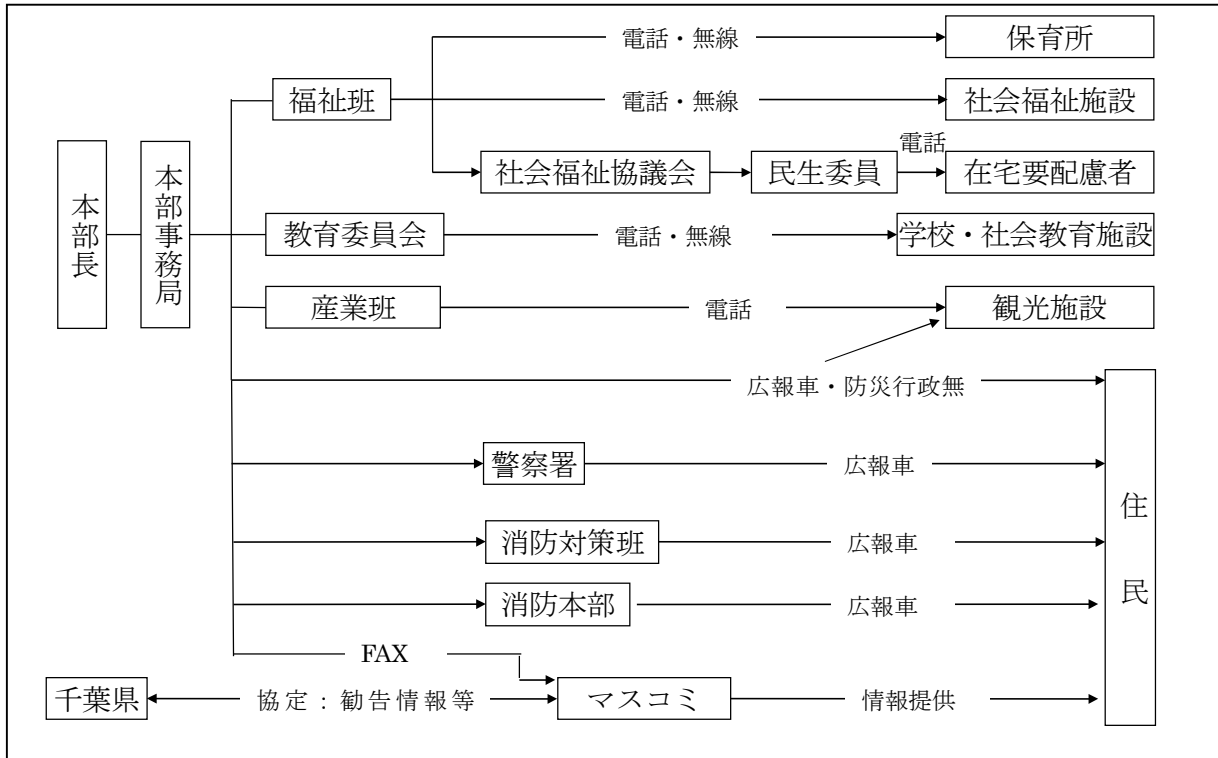 電話・無線
保育所
福祉班
電話・無線
社会福祉施設
電話
社会福祉協議会
民生委員
在宅要配慮者
本部長
本部事務局
教育委員会
電話・無線
学校・社会教育施設
産業班
電話
観光施設
広報車・防災行政無
警察署
広報車
住民
消防対策班
広報車
消防本部
広報車
FAX
千葉県
協定：勧告情報等
マスコミ
情報提供